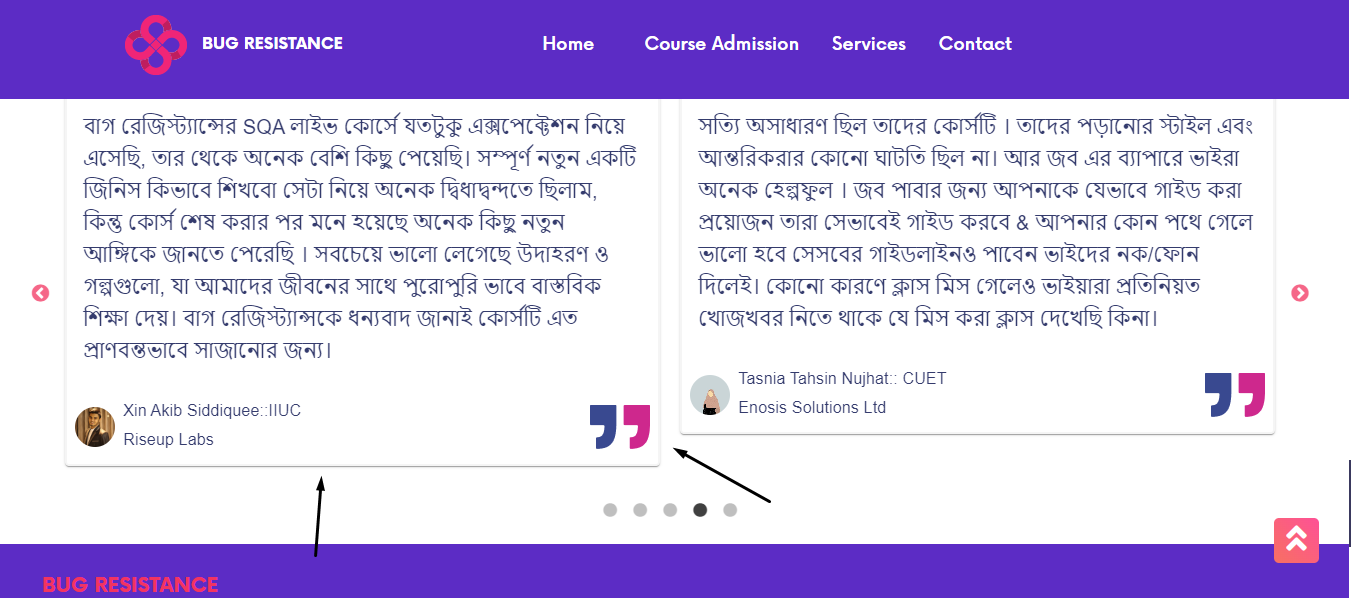 BUG RESISTANCE
Home
Course Admission
Services
Contact
বাগ রেজিস্ট্যান্সের SQA লাইভ কোর্সে যতটুকু এক্সপেক্টেশন নিয়ে
এসেছি, তার থেকে অনেক বেশি কিছু পেয়েছি। সম্পূর্ণ নতুন একটি
জিনিস কিভাবে শিখবো সেটা নিয়ে অনেক দ্বিধাদ্বন্দতে ছিলাম,
কিন্তু কোর্স শেষ করার পর মনে হয়েছে অনেক কিছু নতুন
আঙ্গিকে জানতে পেরেছি । সবচেয়ে ভালো লেগেছে উদাহরণ ও
গল্পগুলো, যা আমাদের জীবনের সাথে পুরোপুরি ভাবে বাস্তবিক
শিক্ষা দেয়। বাগ রেজিস্ট্যান্সকে ধন্যবাদ জানাই কোর্সটি এত
প্রাণবন্তভাবে সাজানোর জন্য।
Xin Akib Siddiquee::IIUC
Riseup Labs
সত্যি অসাধারণ ছিল তাদের কোর্সটি । তাদের পড়ানোর স্টাইল এবং
আন্তরিকরার কোনো ঘাটতি ছিল না। আর জব এর ব্যাপারে ভাইরা
অনেক হেল্পফুল । জব পাবার জন্য আপনাকে যেভাবে গাইড করা
প্রয়োজন তারা সেভাবেই গাইড করবে & আপনার কোন পথে গেলে
ভালো হবে সেসবের গাইডলাইনও পাবেন ভাইদের নক/ফোন
দিলেই। কোনো কারণে ক্লাস মিস গেলেও ভাইয়ারা প্রতিনিয়ত
খোজখবর নিতে থাকে যে মিস করা ক্লাস দেখেছি কিনা।
Tasnia Tahsin Nujhat:: CUET
Enosis Solutions Ltd
BUG RESISTANCE